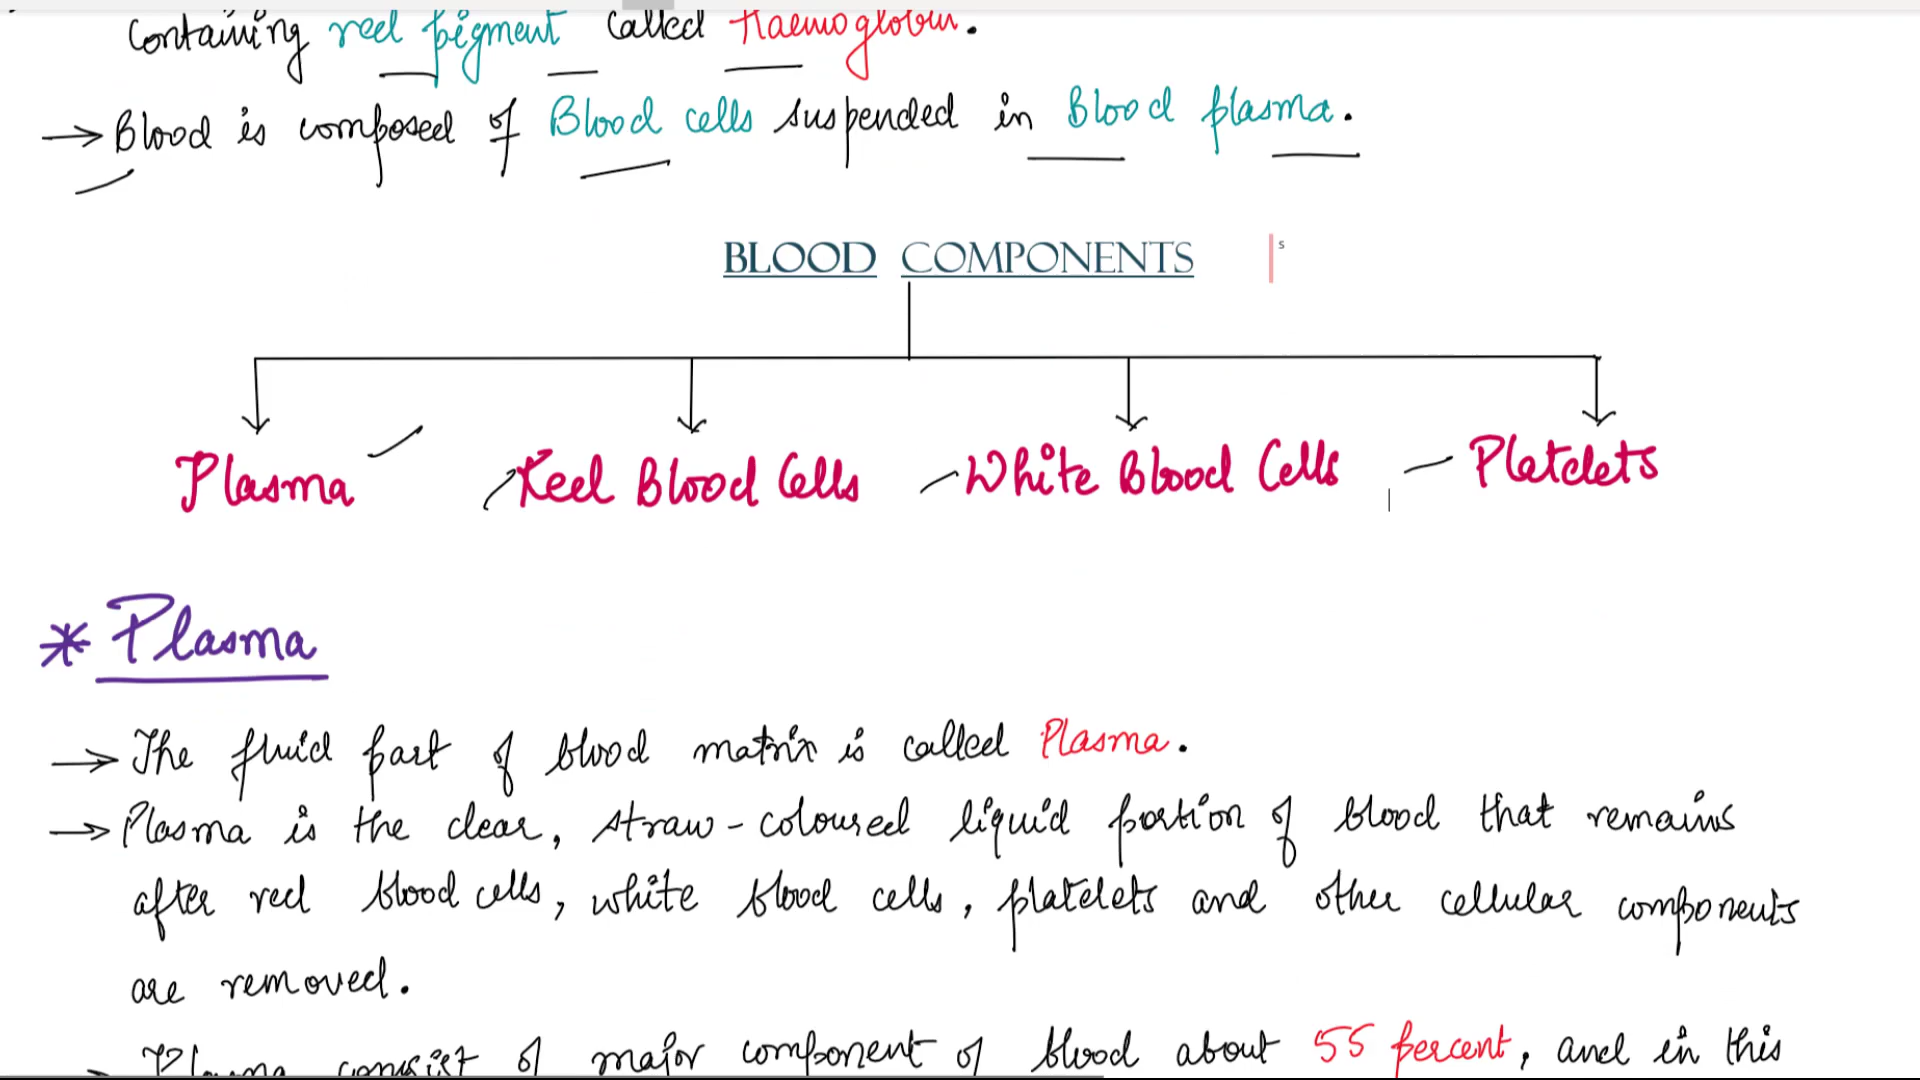 containing red pigment called Haemoglobin.
→ Blood is composed of Blood cells suspended in Blood plasma.
BLOOD COMPONENTS
s
Plasma Red Blood Cells White Blood Cells Platelets
* Plasma
→ The fluid part of blood matrix is called Plasma.
→ Plasma is the clear, straw-coloured liquid portion of blood that remains
after red blood cells, white blood cells, platelets and other cellular components
are removed.
→ Plasma consist of major component of blood about 55 percent, and in this